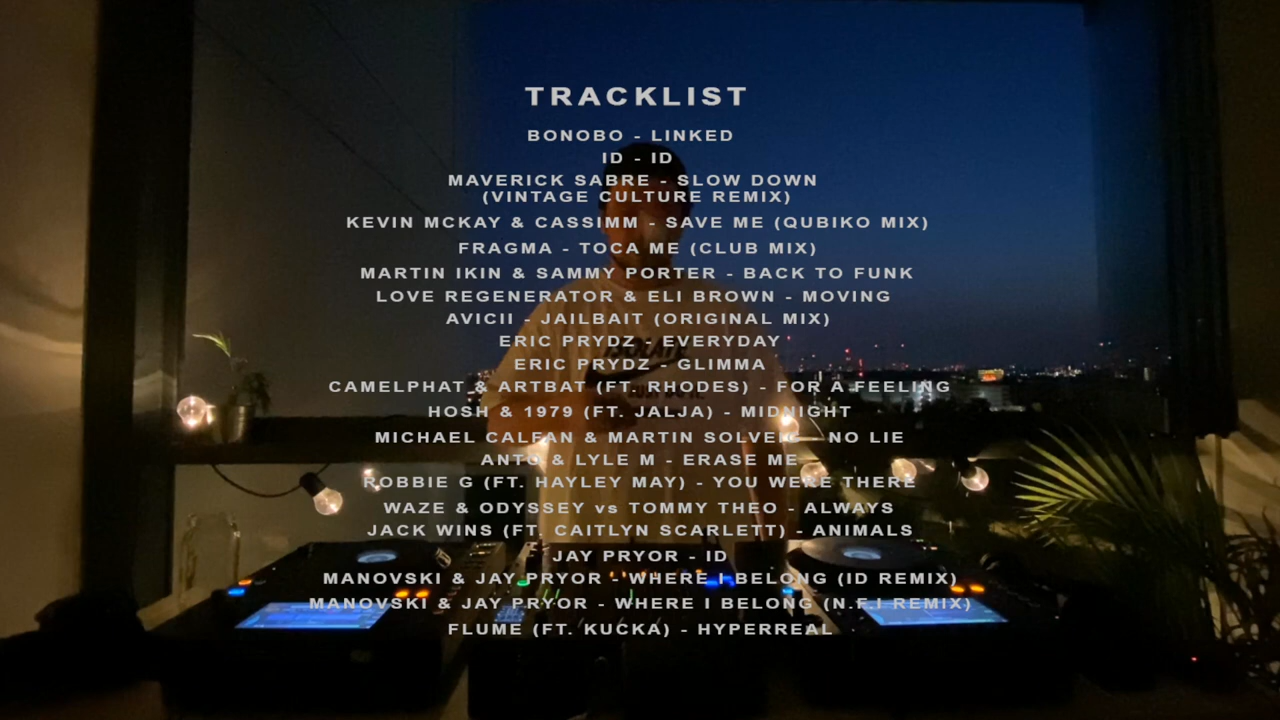 TRACKLIST
BONOBO - LINKED
ID - ID
MAVERICK SABRE - SLOW DOWN
(VINTAGE CULTURE REMIX)
KEVIN MCKAY & CASSIMM - SAVE ME (QUBIKO MIX)
FRAGMA - TOCA ME (CLUB MIX)
MARTIN IKIN & SAMMY PORTER - BACK TO FUNK
LOVE REGENERATOR & ELI BROWN - MOVING
AVICII - JAILBAIT (ORIGINAL MIX)
ERIC PRYDZ - EVERYDAY
ERIC PRYDZ - GLIMMA
CAMELPHAT & ARTBAT (FT. RHODES) - FOR A FEELING
HOSH & 1979 (FT. JALJA) - MIDNIGHT
MICHAEL CALFAN & MARTIN SOLVEIG - NO LIE
ANTO & LYLE M - ERASE ME
ROBBIE G (FT. HAYLEY MAY) - YOU WERE THERE
WAZE & ODYSSEY vs TOMMY THEO - ALWAYS
JACK WINS (FT. CAITLYN SCARLETT) - ANIMALS
JAY PRYOR - ID
MANOVSKI & JAY PRYOR - WHERE I BELONG (ID REMIX)
MANOVSKI & JAY PRYOR - WHERE I BELONG (N.F.I REMIX)
FLUME (FT. KUCKA) - HYPERREAL